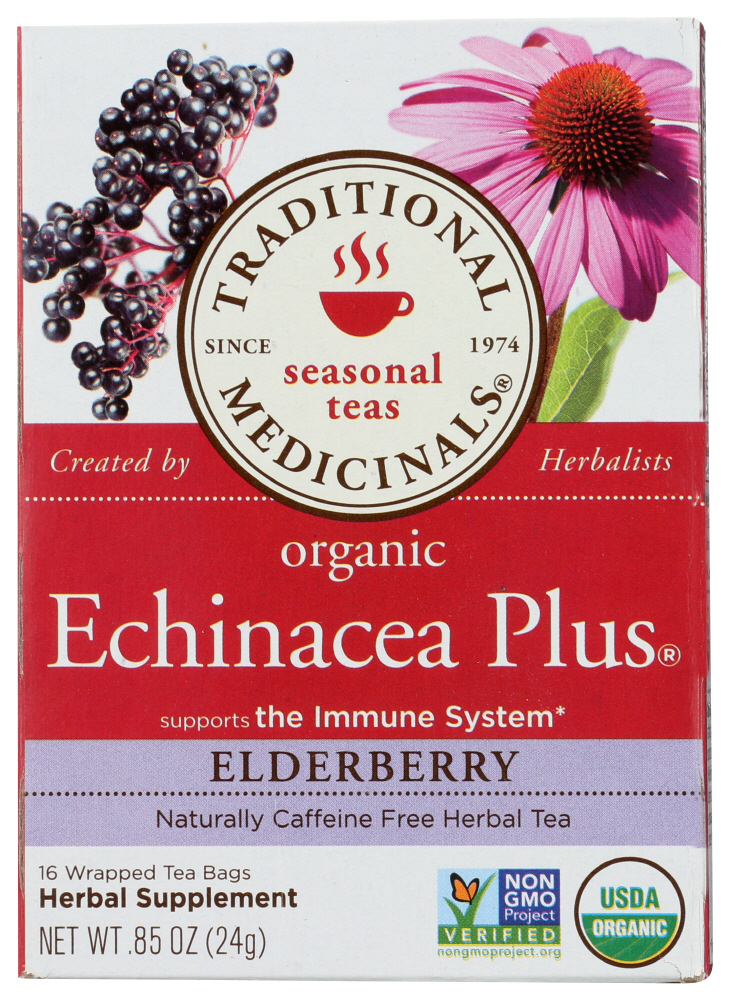 TRADITIONAL
SINCE 1974
seasonal
teas
MEDICINALS®
Created by Herbalists
organic
Echinacea Plus®
supports the Immune System*
ELDERBERRY
Naturally Caffeine Free Herbal Tea
16 Wrapped Tea Bags
Herbal Supplement
NET WT .85 OZ (24g)
NON
GMO
Project
VERIFIED
nongmoproject.org
USDA
ORGANIC